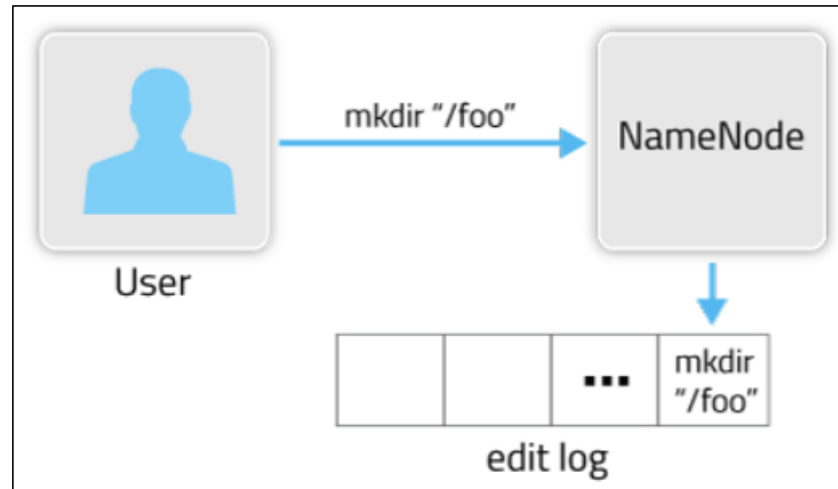 mkdir “/foo”
NameNode
User
▪▪▪
mkdir
“/foo”
edit log